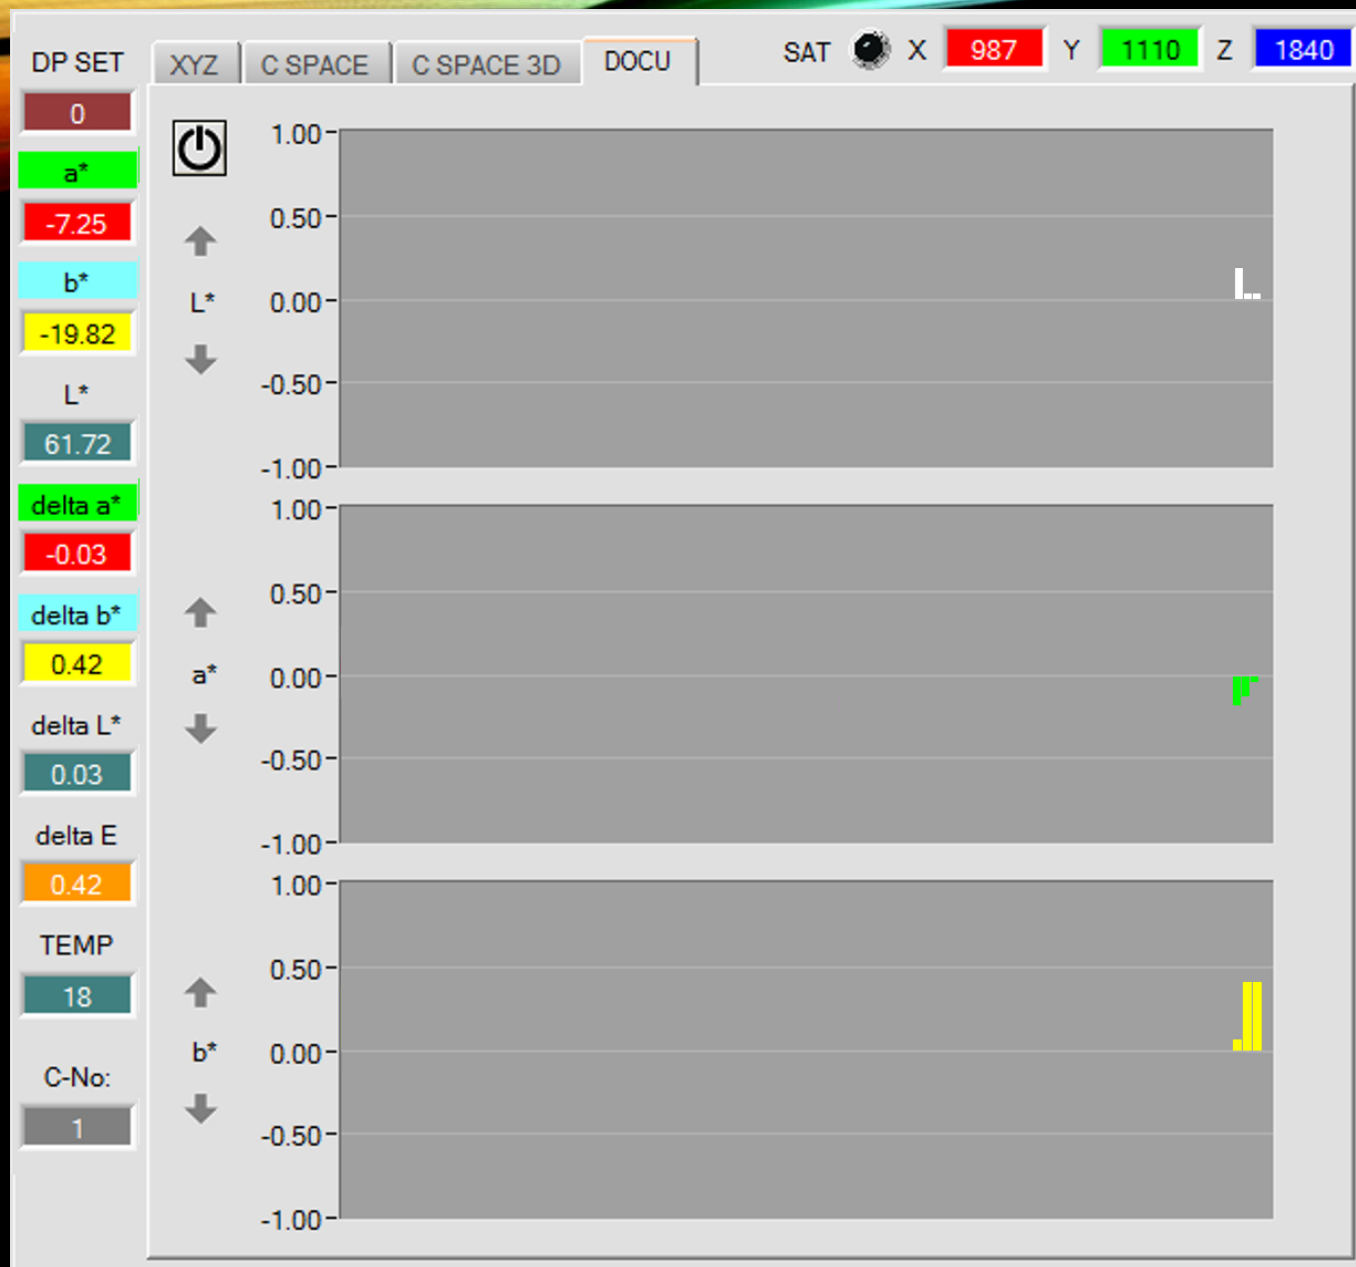 DP SET
0
a*
-7.25
b*
-19.82
L*
61.72
delta a*
-0.03
delta b*
0.42
delta L*
0.03
delta E
0.42
TEMP
18
C-No:
1
XYZ C SPACE C SPACE 3D DOCU
SAT X 987 Y 1110 Z 1840
L*
1.00
0.50
0.00
-0.50
-1.00
a*
1.00
0.50
0.00
-0.50
-1.00
b*
1.00
0.50
0.00
-0.50
-1.00